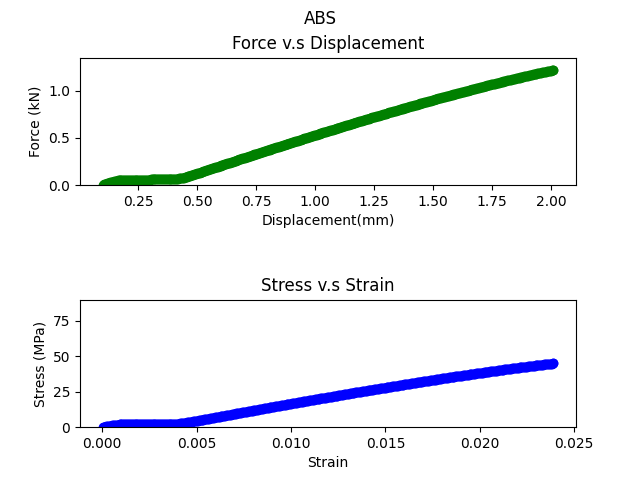 ABS
Force v.s Displacement
1.0
0.5
0.0
Force (kN)
0.25 0.50 0.75 1.00 1.25 1.50 1.75 2.00
Displacement(mm)
Stress v.s Strain
75
50
25
0
Stress (MPa)
0.000 0.005 0.010 0.015 0.020 0.025
Strain